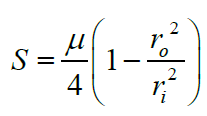 S = μ/4 (1 − r_o²/r_i²)